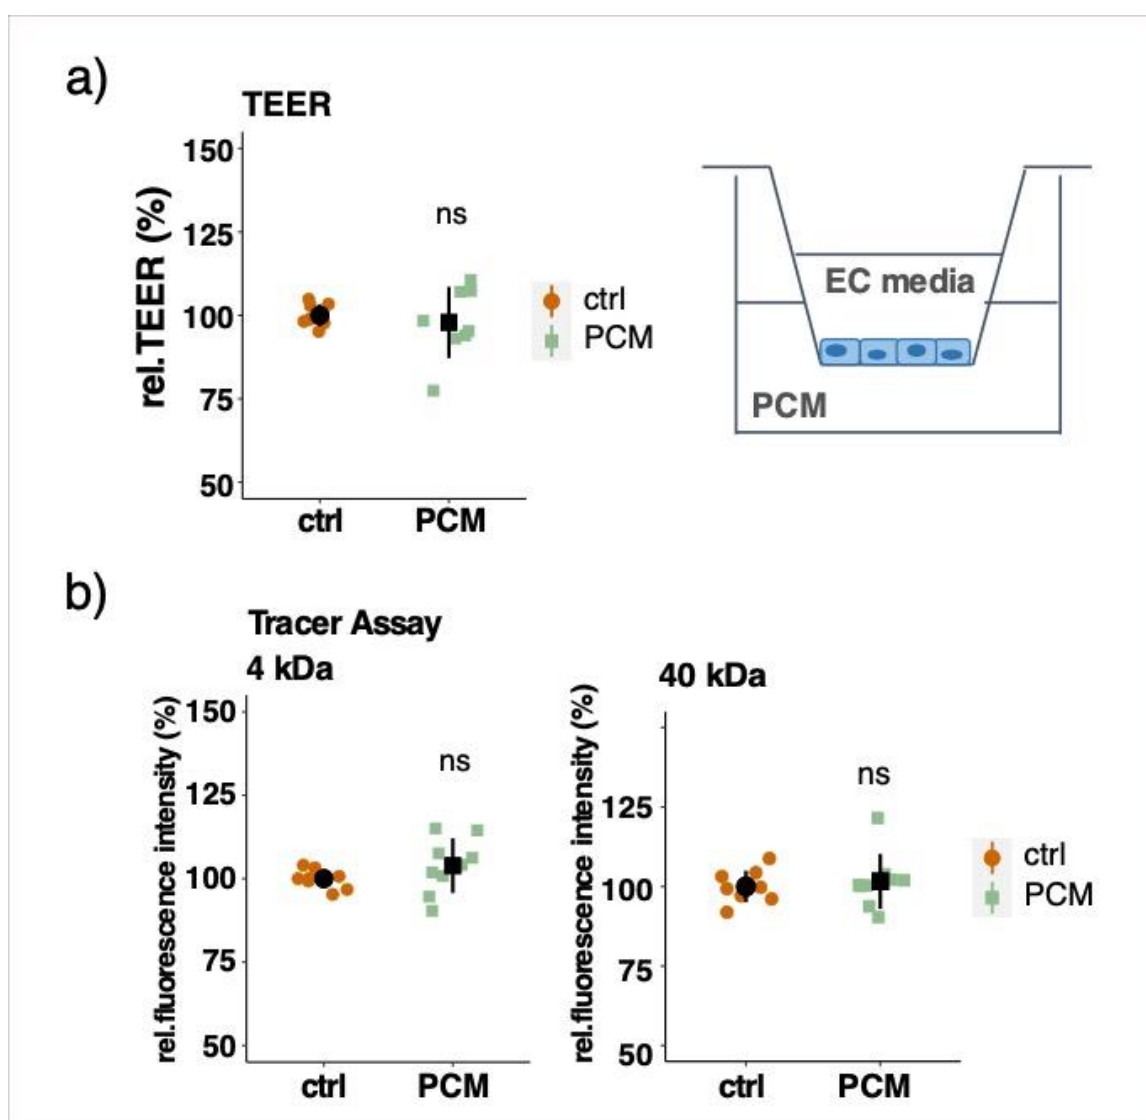 a)
TEER
rel.TEER (%)
150
125
100
75
50
ns
ctrl
PCM
ctrl
PCM
EC media
PCM
b)
Tracer Assay
4 kDa
rel.fluorescence intensity (%)
150
125
100
75
50
ns
ctrl
PCM
40 kDa
rel.fluorescence intensity (%)
125
100
75
50
ns
ctrl
PCM
ctrl
PCM